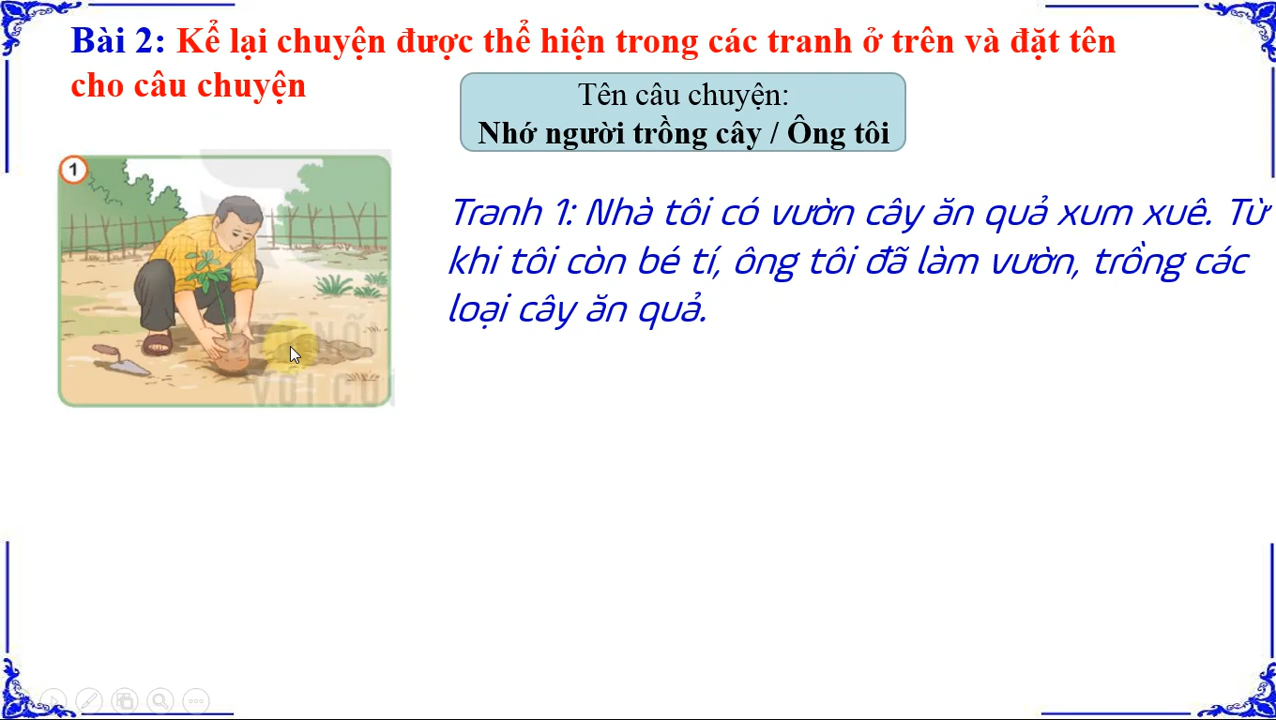 Bài 2: Kể lại chuyện được thể hiện trong các tranh ở trên và đặt tên
cho câu chuyện
Tên câu chuyện:
Nhớ người trồng cây / Ông tôi
1
Tranh 1: Nhà tôi có vườn cây ăn quả xum xuê. Từ
khi tôi còn bé tí, ông tôi đã làm vườn, trồng các
loại cây ăn quả.